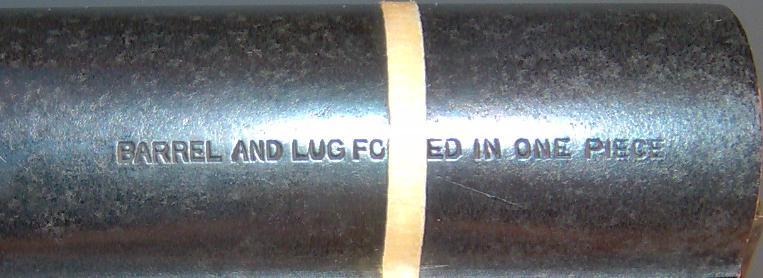 BARREL AND LUG IN ONE PIECE